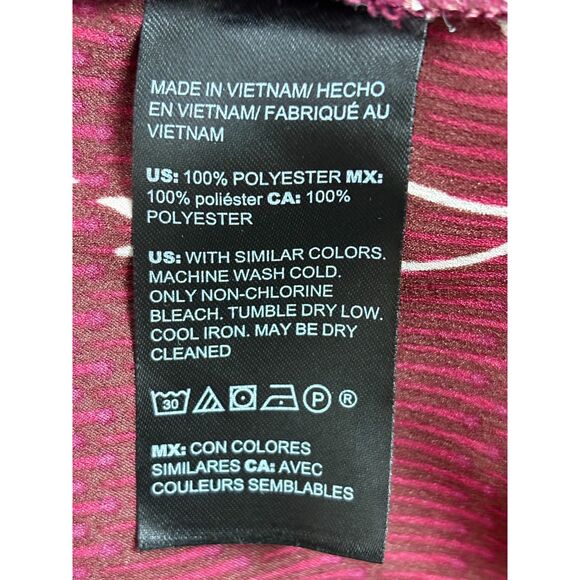 MADE IN VIETNAM/ HECHO
EN VIETNAM/ FABRIQUÉ AU
VIETNAM
US: 100% POLYESTER MX:
100% poliéster CA: 100%
POLYESTER
US: WITH SIMILAR COLORS.
MACHINE WASH COLD.
ONLY NON-CHLORINE
BLEACH. TUMBLE DRY LOW.
COOL IRON. MAY BE DRY
CLEANED
30 P ®
MX: CON COLORES
SIMILARES CA: AVEC
COULEURS SEMBLABLES